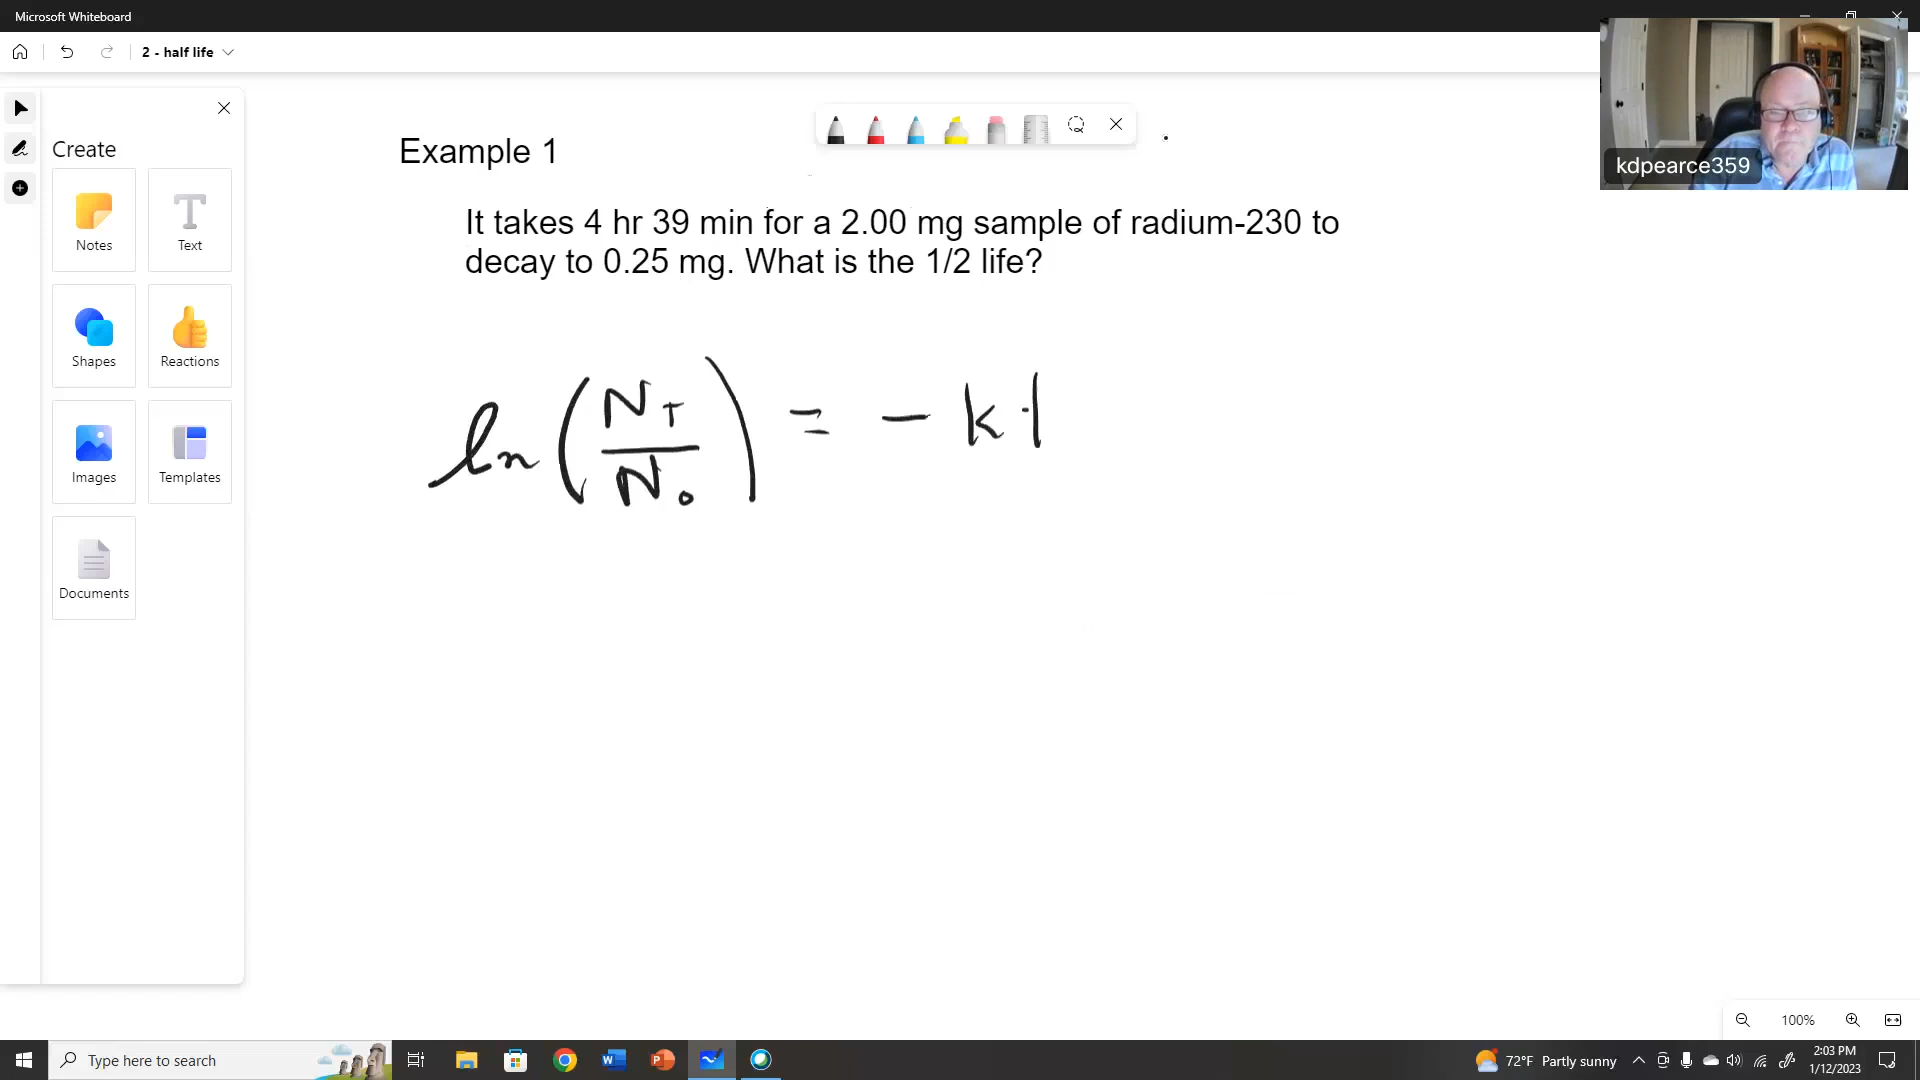 Microsoft Whiteboard
2 - half life
Create
Notes
Text
Shapes
Reactions
Images
Templates
Documents
Example 1
It takes 4 hr 39 min for a 2.00 mg sample of radium-230 to
decay to 0.25 mg. What is the 1/2 life?
ln(N_T/N_0) = - kt
kdpearce359
100%
Type here to search
72°F Partly sunny
2:03 PM
1/12/2023